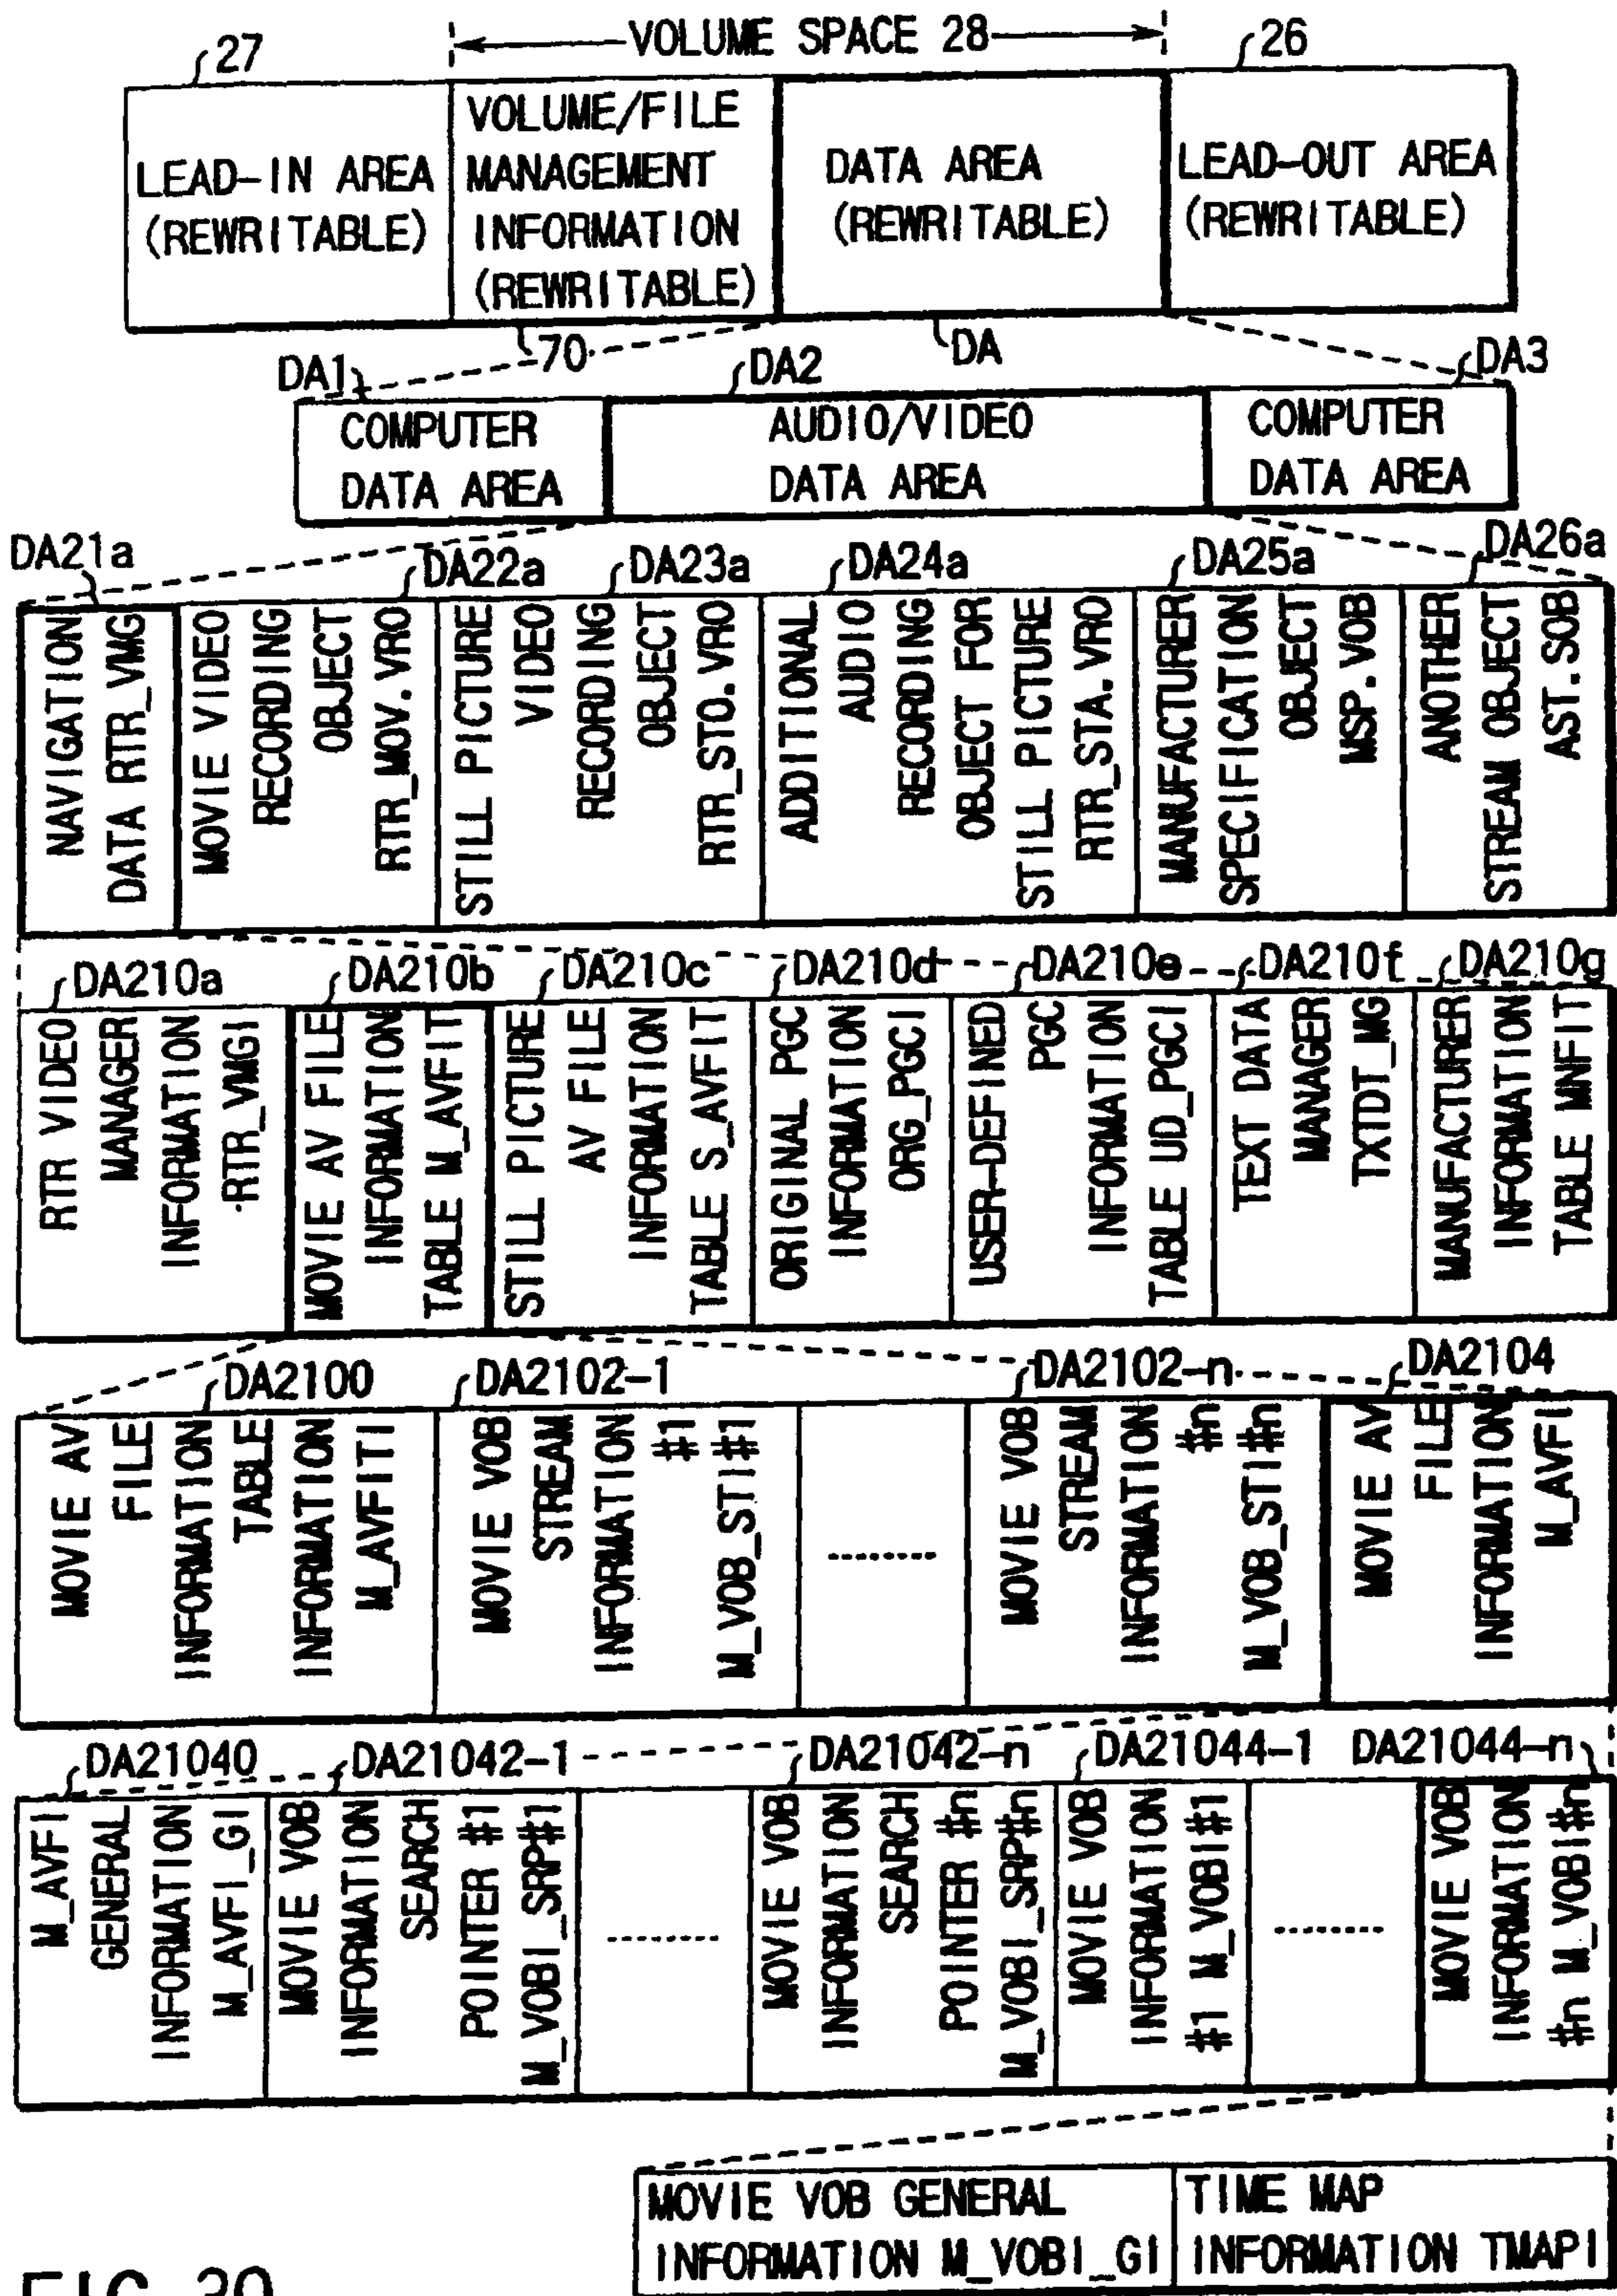 VOLUME SPACE 28
27
26
LEAD-IN AREA
(REWRITABLE)
VOLUME/FILE
MANAGEMENT
INFORMATION
(REWRITABLE)
DATA AREA
(REWRITABLE)
LEAD-OUT AREA
(REWRITABLE)
70
DA
DA1
DA2
DA3
COMPUTER
DATA AREA
AUDIO/VIDEO
DATA AREA
COMPUTER
DATA AREA
DA21a
DA22a
DA23a
DA24a
DA25a
DA26a
NAVIGATION
DATA RTR_VMG
MOVIE VIDEO
RECORDING
OBJECT
RTR_MOV.VRO
STILL PICTURE
VIDEO
RECORDING
OBJECT
RTR_STO.VRO
ADDITIONAL
AUDIO
RECORDING
OBJECT FOR
STILL PICTURE
RTR_STA.VRO
MANUFACTURER
SPECIFICATION
OBJECT
MSP.VOB
ANOTHER
STREAM OBJECT
AST.SOB
DA210a
DA210b
DA210c
DA210d
DA210e
DA210f
DA210g
RTR VIDEO
MANAGER
INFORMATION
RTR_VMGI
MOVIE AV FILE
INFORMATION
TABLE M_AVFIT
STILL PICTURE
AV FILE
INFORMATION
TABLE S_AVFIT
ORIGINAL PGC
INFORMATION
ORG_PGCI
USER-DEFINED
PGC
INFORMATION
TABLE UD_PGCI
TEXT DATA
MANAGER
TXTDT_MG
MANUFACTURER
INFORMATION
TABLE MNFIT
DA2100
DA2102-1
DA2102-n
DA2104
MOVIE AV
FILE
INFORMATION
TABLE
INFORMATION
M_AVFITI
MOVIE VOB
STREAM
INFORMATION
#1
M_VOB_STI#1
.........
MOVIE VOB
STREAM
INFORMATION
#n
M_VOB_STI#n
MOVIE AV
FILE
INFORMATION
M_AVFI
DA21040
DA21042-1
DA21042-n
DA21044-1
DA21044-n
M_AVFI
GENERAL
INFORMATION
M_AVFI_GI
MOVIE VOB
INFORMATION
SEARCH
POINTER #1
M_VOBI_SRP#1
.........
MOVIE VOB
INFORMATION
SEARCH
POINTER #n
M_VOBI_SRP#n
MOVIE VOB
INFORMATION
#1 M_VOBI#1
.........
MOVIE VOB
INFORMATION
#n M_VOBI#n
MOVIE VOB GENERAL
INFORMATION M_VOBI_GI
TIME MAP
INFORMATION TMAPI